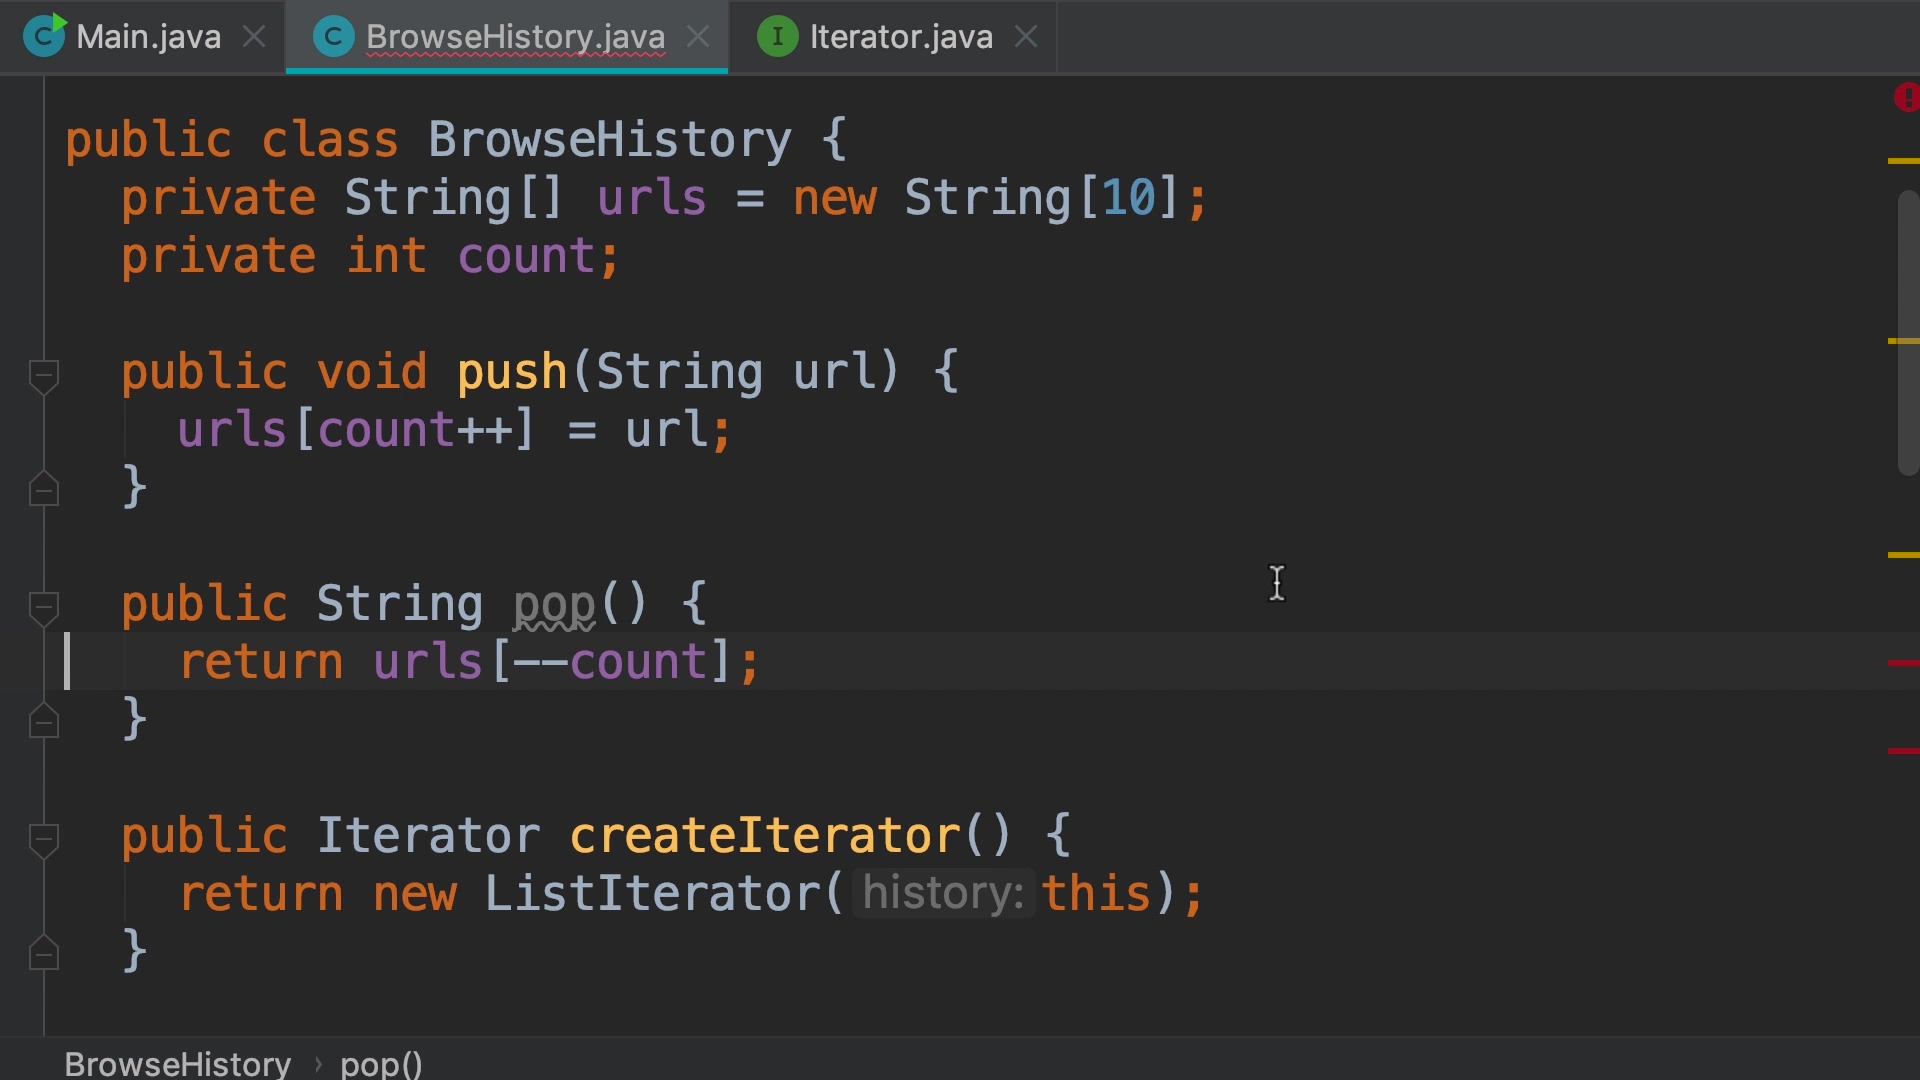 Main.java BrowseHistory.java Iterator.java
public class BrowseHistory {
  private String[] urls = new String[10];
  private int count;
  public void push(String url) {
    urls[count++] = url;
  }
  public String pop() {
    return urls[--count];
  }
  public Iterator createIterator() {
    return new ListIterator( history: this);
  }
BrowseHistory › pop()